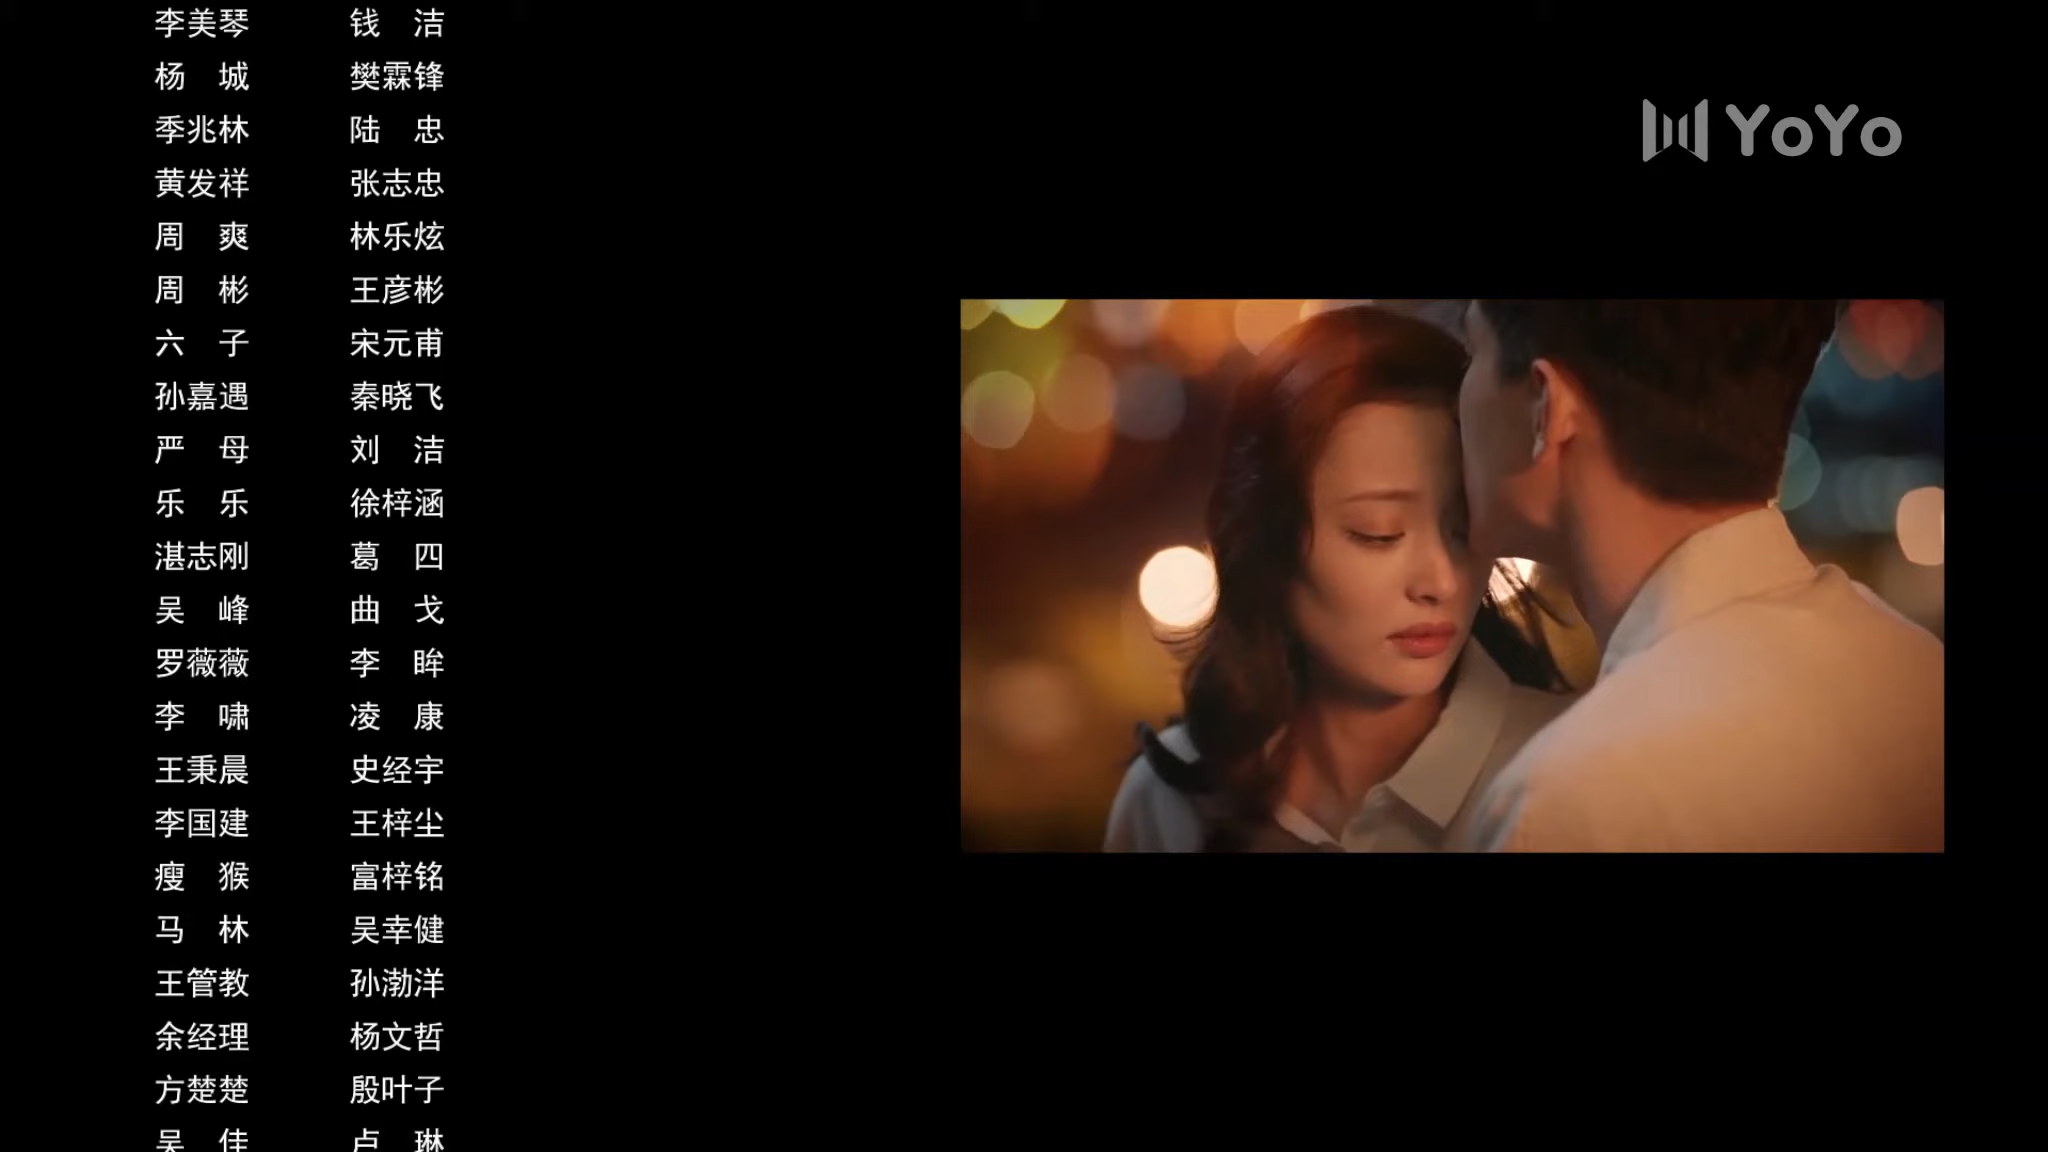 李美琴 钱 洁
杨 城 樊霖锋
YoYo
季兆林 陆 忠
黄发祥 张志忠
周 爽 林乐炫
周 彬 王彦彬
六 子 宋元甫
孙嘉遇 秦晓飞
严 母 刘 洁
乐 乐 徐梓涵
湛志刚 葛 四
吴 峰 曲 戈
罗薇薇 李 眸
李 啸 凌 康
王秉晨 史经宇
李国建 王梓尘
瘦 猴 富梓铭
马 林 吴幸健
王管教 孙渤洋
余经理 杨文哲
方楚楚 殷叶子
吴 佳 卢 琳